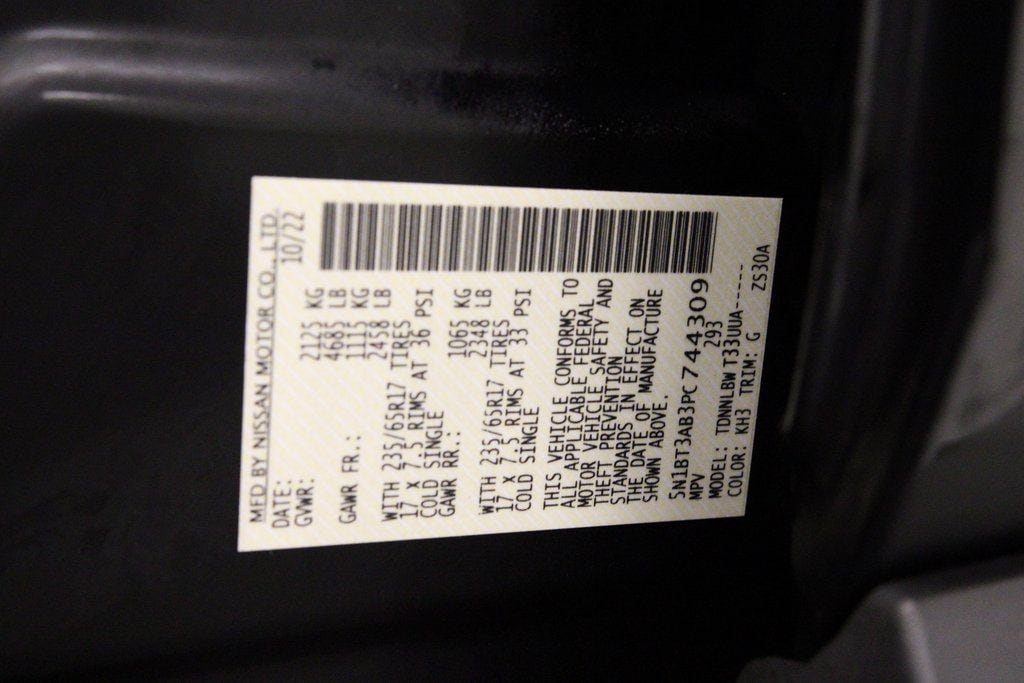 MFD BY NISSAN MOTOR CO., LTD.
DATE: 10/22
GVWR: 2125 KG
4685 LB
GAWR FR.: 1115 KG
2458 LB
WITH 235/65R17 TIRES
17 X 7.5 RIMS AT 36 PSI
COLD SINGLE
GAWR RR.: 1065 KG
2348 LB
WITH 235/65R17 TIRES
17 X 7.5 RIMS AT 33 PSI
COLD SINGLE
THIS VEHICLE CONFORMS TO
ALL APPLICABLE FEDERAL
MOTOR VEHICLE SAFETY AND
THEFT PREVENTION
STANDARDS IN EFFECT ON
THE DATE OF MANUFACTURE
SHOWN ABOVE.
5N1BT3AB3PC744309
MPV 293
MODEL: TDNNLBWT33UUA-----
COLOR: KH3 TRIM: G ZS30A